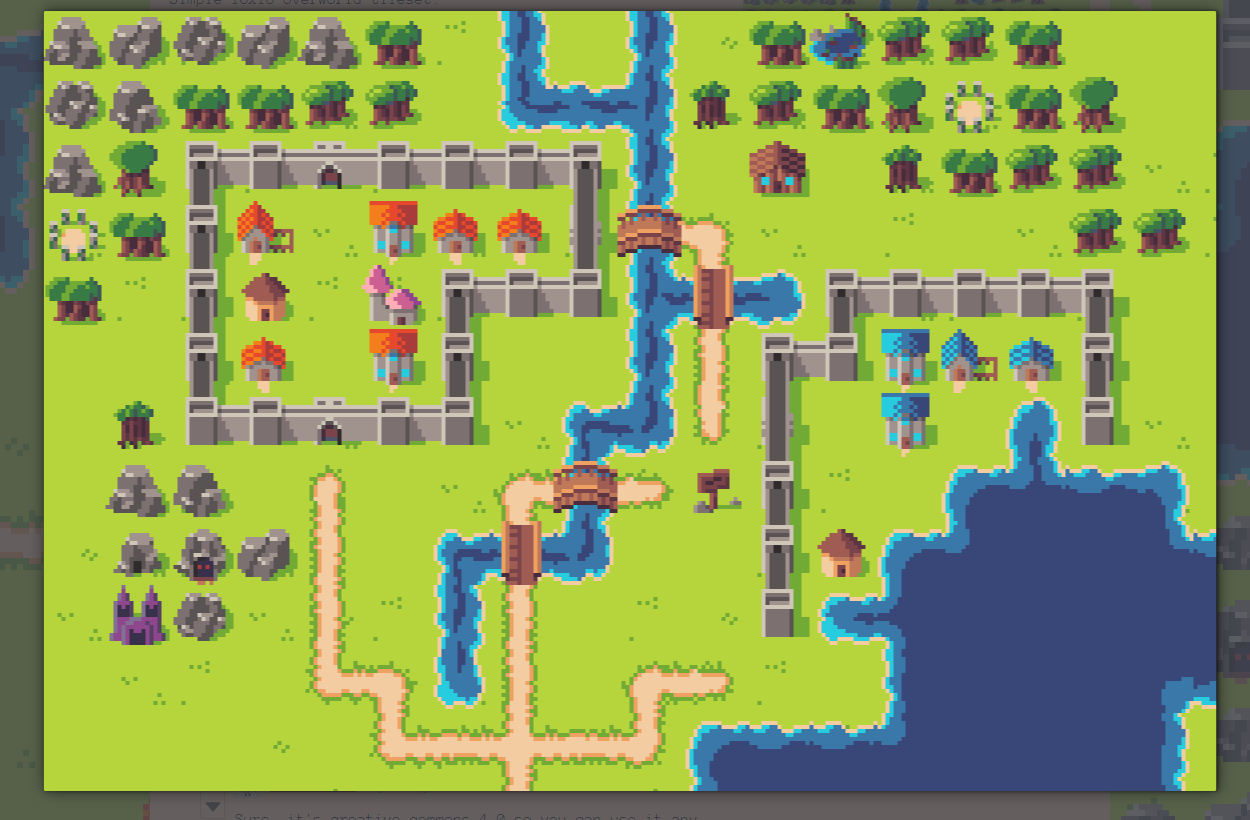 Simple 16x16 overworld tileset.
Sure, it's creative commons 4.0 so you can use it any